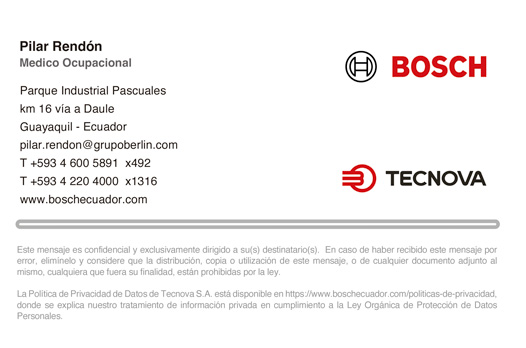 Pilar Rendón
Medico Ocupacional
Parque Industrial Pascuales
km 16 vía a Daule
Guayaquil - Ecuador
pilar.rendon@grupoberlin.com
T +593 4 600 5891 x492
T +593 4 220 4000 x1316
www.boschecuador.com
BOSCH
TECNOVA
Este mensaje es confidencial y exclusivamente dirigido a su(s) destinatario(s). En caso de haber recibido este mensaje por
error, elimínelo y considere que la distribución, copia o utilización de este mensaje, o de cualquier documento adjunto al
mismo, cualquiera que fuera su finalidad, están prohibidas por la ley.
La Política de Privacidad de Datos de Tecnova S.A. está disponible en https://www.boschecuador.com/politicas-de-privacidad,
donde se explica nuestro tratamiento de información privada en cumplimiento a la Ley Orgánica de Protección de Datos
Personales.